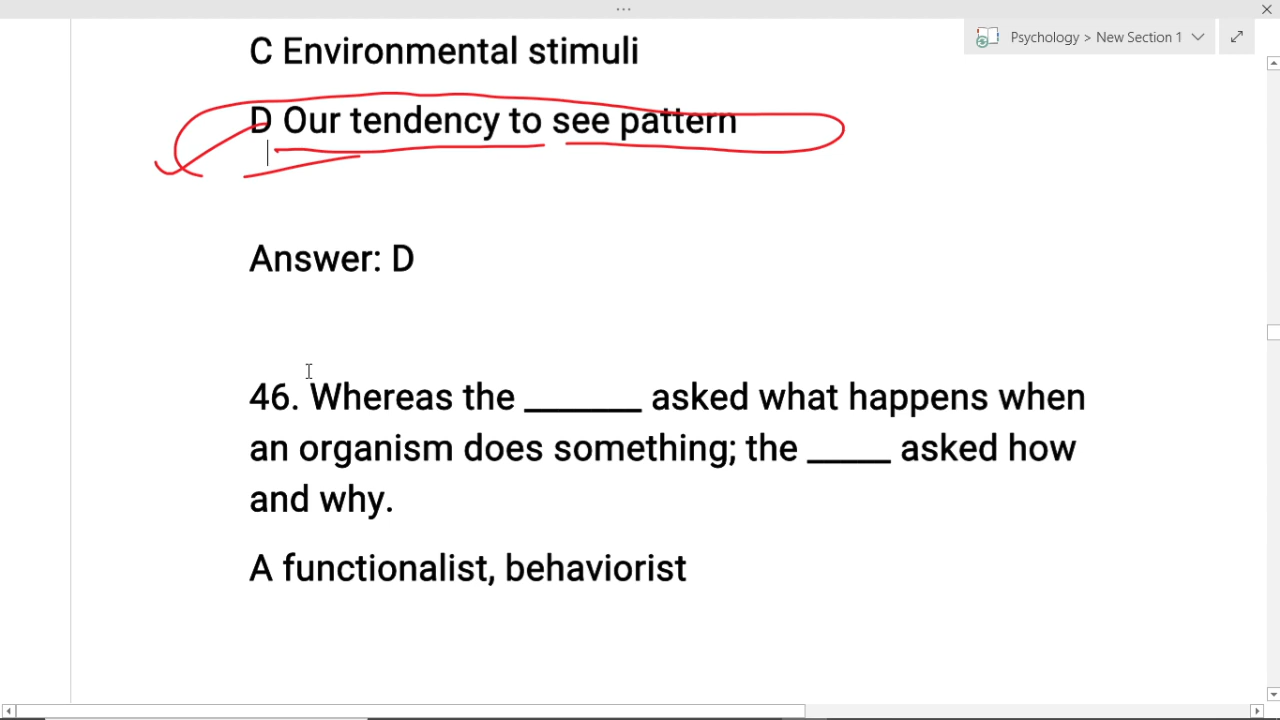 C Environmental stimuli
Psychology > New Section 1
D Our tendency to see pattern
Answer: D
46. Whereas the ________ asked what happens when
an organism does something; the _____ asked how
and why.
A functionalist, behaviorist